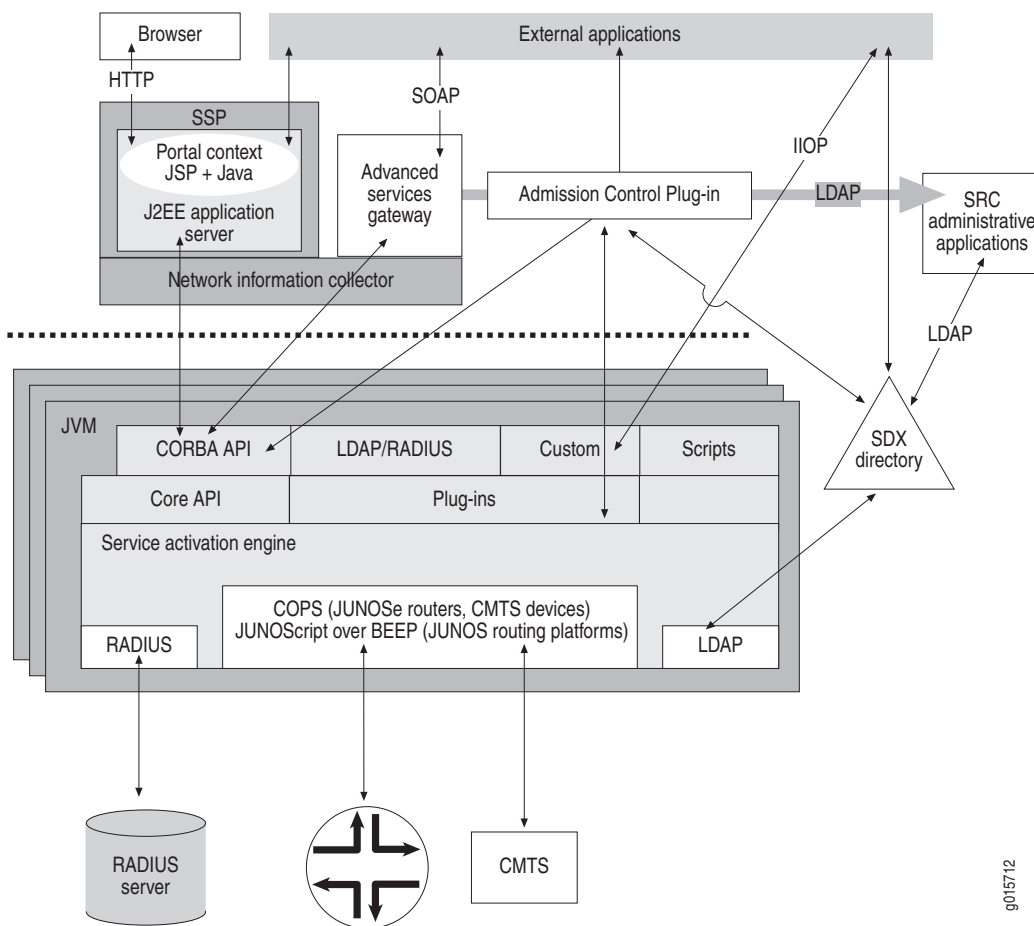 Browser
External applications
HTTP
SOAP
SSP
Portal context
JSP + Java
J2EE application
server
Advanced
services
gateway
IIOP
Admission Control Plug-in
LDAP
SRC
administrative
applications
Network information collector
LDAP
JVM
CORBA API
LDAP/RADIUS
Custom
Scripts
SDX
directory
Core API
Plug-ins
Service activation engine
COPS (JUNOSe routers, CMTS devices)
JUNOScript over BEEP (JUNOS routing platforms)
RADIUS
LDAP
RADIUS
server
CMTS
g015712